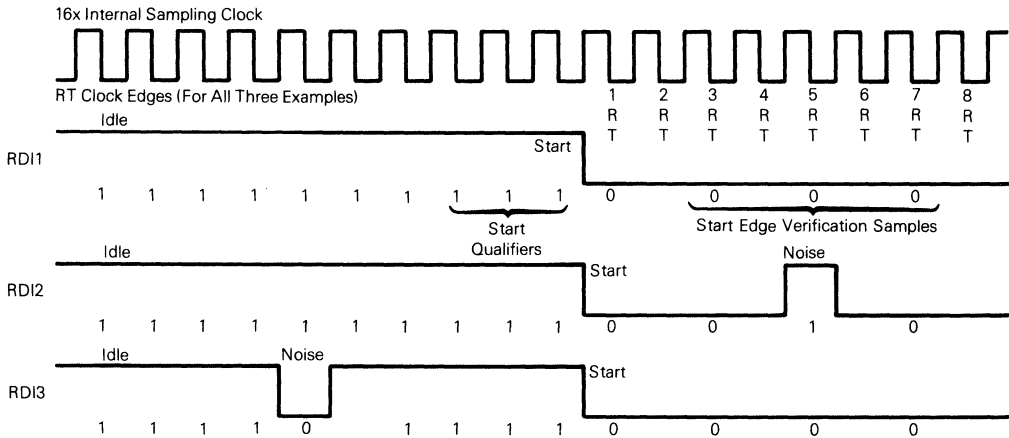 16x Internal Sampling Clock
RT Clock Edges (For All Three Examples)
1 2 3 4 5 6 7 8
R R R R R R R R
T T T T T T T T
Idle
Start
RDI1
1 1 1 1 1 1 1 1 1 1 0 0 0 0
Start
Qualifiers
Start Edge Verification Samples
Idle
Start
Noise
RDI2
1 1 1 1 1 1 1 1 1 1 0 0 1 0
Idle
Noise
Start
RDI3
1 1 1 1 0 1 1 1 1 0 0 0 0